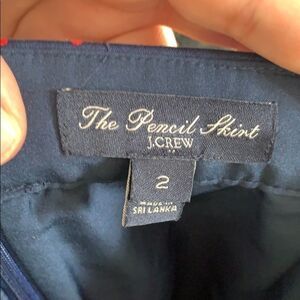 The Pencil Skirt
J.CREW
2
MADE IN
SRI LANKA